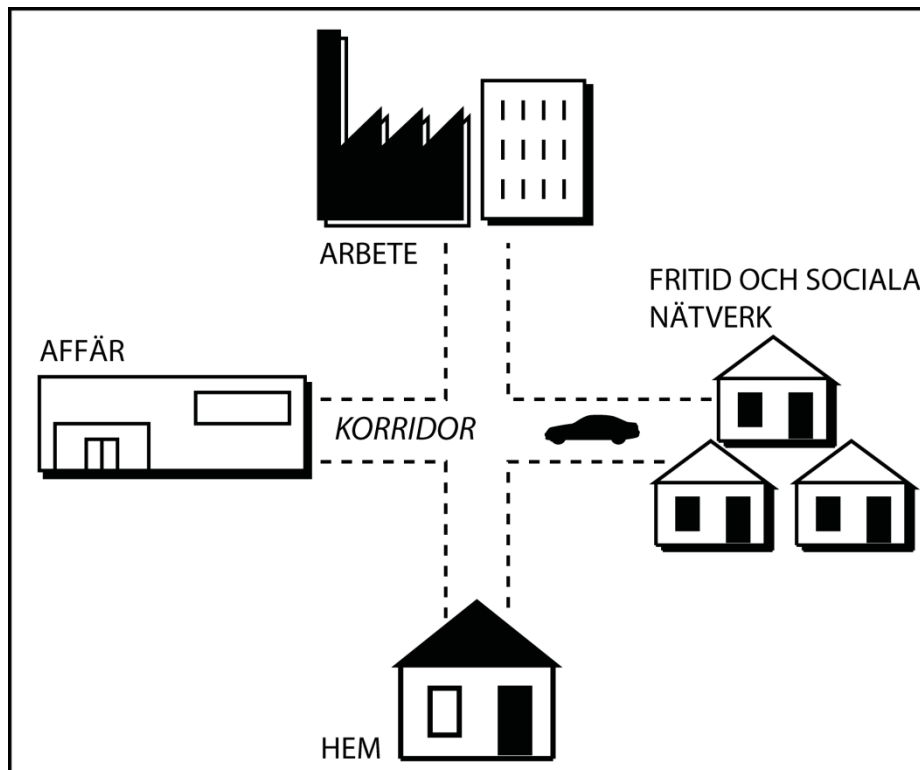 ARBETE
FRITID OCH SOCIALA
NÄTVERK
AFFÄR
KORRIDOR
HEM